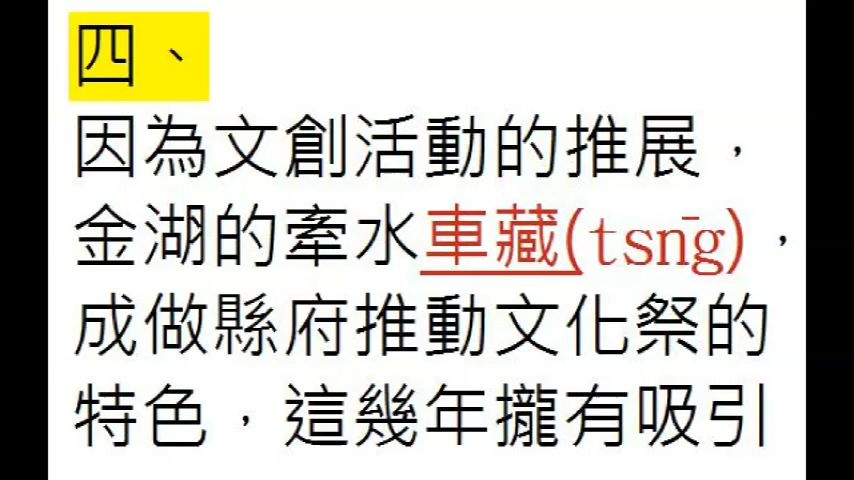 四、
因為文創活動的推展，
金湖的牽水車藏(tsn̄g)，
成做縣府推動文化祭的
特色，這幾年攏有吸引